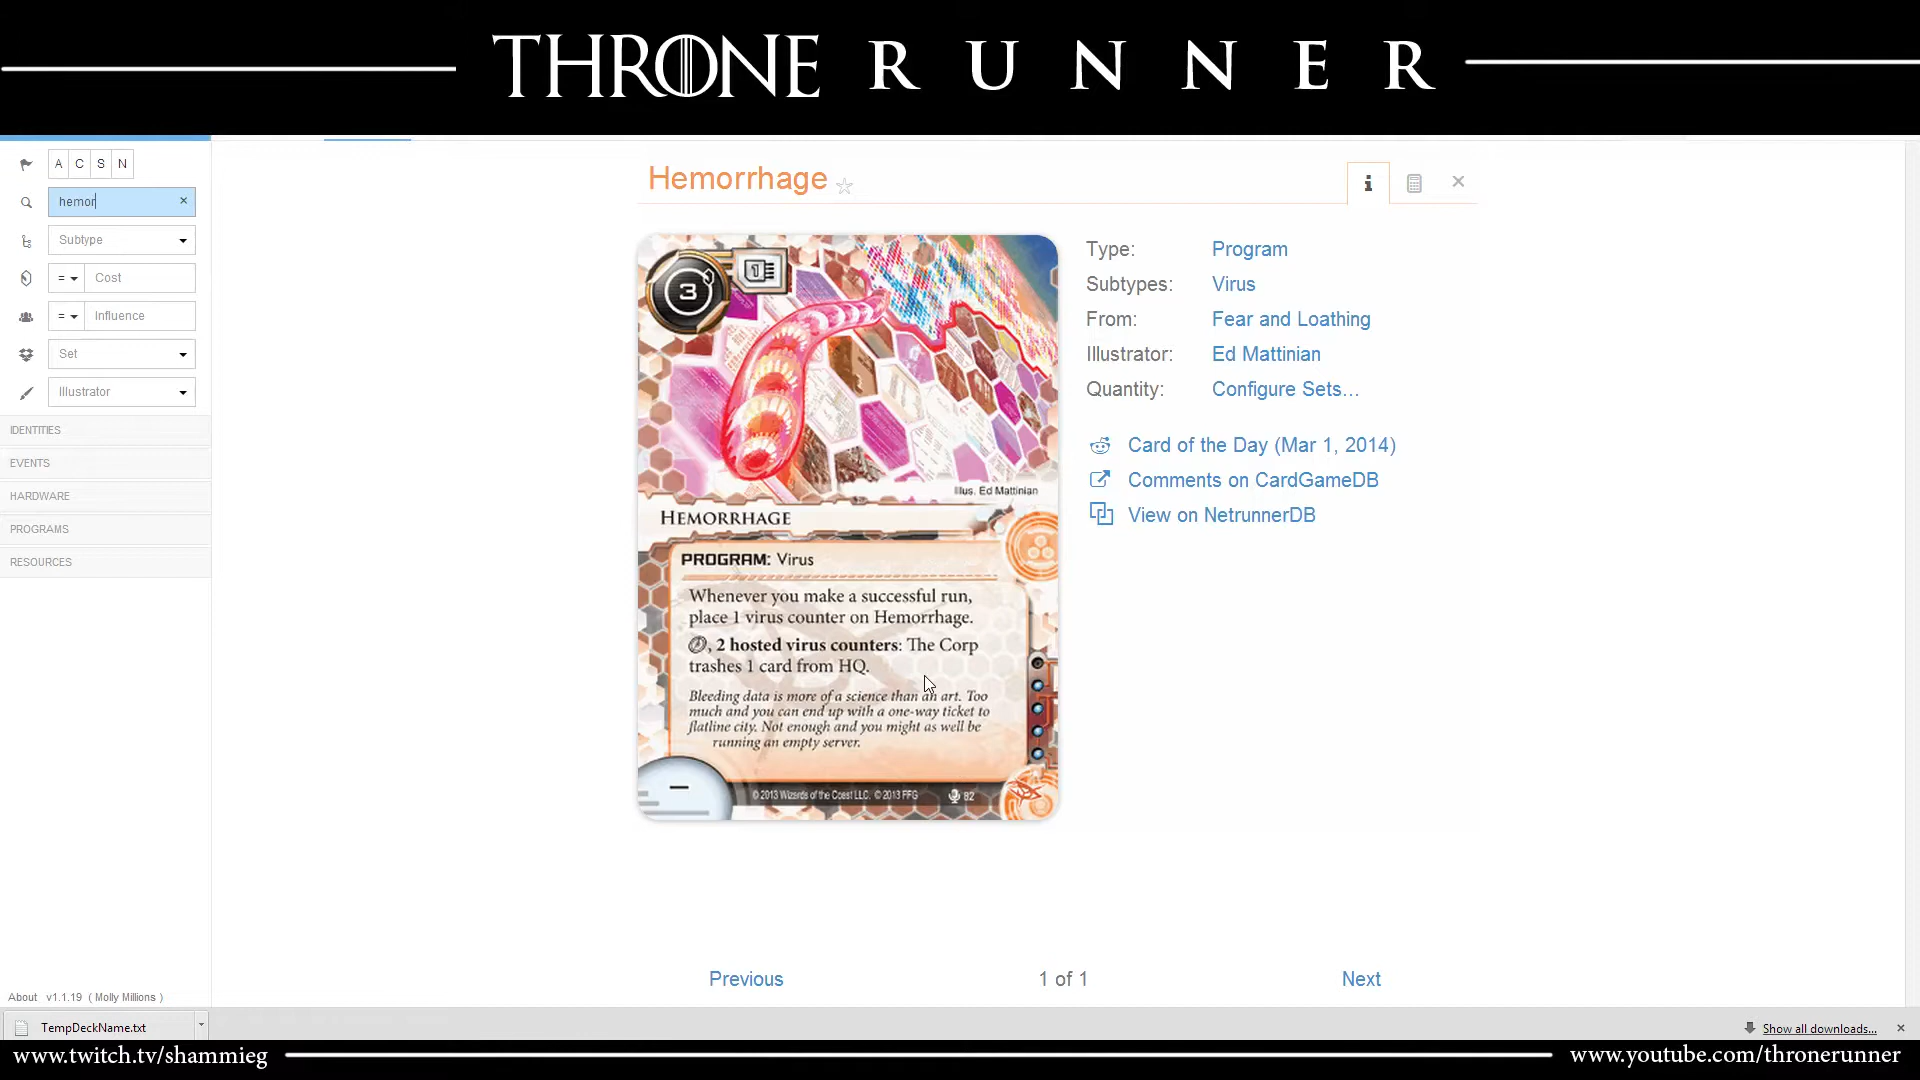 THRONE RUNNER
A C S N
hemor
Subtype
= Cost
= Influence
Set
Illustrator
IDENTITIES
EVENTS
HARDWARE
PROGRAMS
RESOURCES
About v1.1.19 ( Molly Millions )
Hemorrhage
3
1
Illus. Ed Mattinian
HEMORRHAGE
PROGRAM: Virus
Whenever you make a successful run,
place 1 virus counter on Hemorrhage.
, 2 hosted virus counters: The Corp
trashes 1 card from HQ.
Bleeding data is more of a science than an art. Too
much and you can end up with a one-way ticket to
flatline city. Not enough and you might as well be
running an empty server.
–
© 2013 Wizards of the Coast LLC. © 2013 FFG
82
Type: Program
Subtypes: Virus
From: Fear and Loathing
Illustrator: Ed Mattinian
Quantity: Configure Sets...
Card of the Day (Mar 1, 2014)
Comments on CardGameDB
View on NetrunnerDB
Previous 1 of 1 Next
TempDeckName.txt
Show all downloads...
www.twitch.tv/shammieg
www.youtube.com/thronerunner